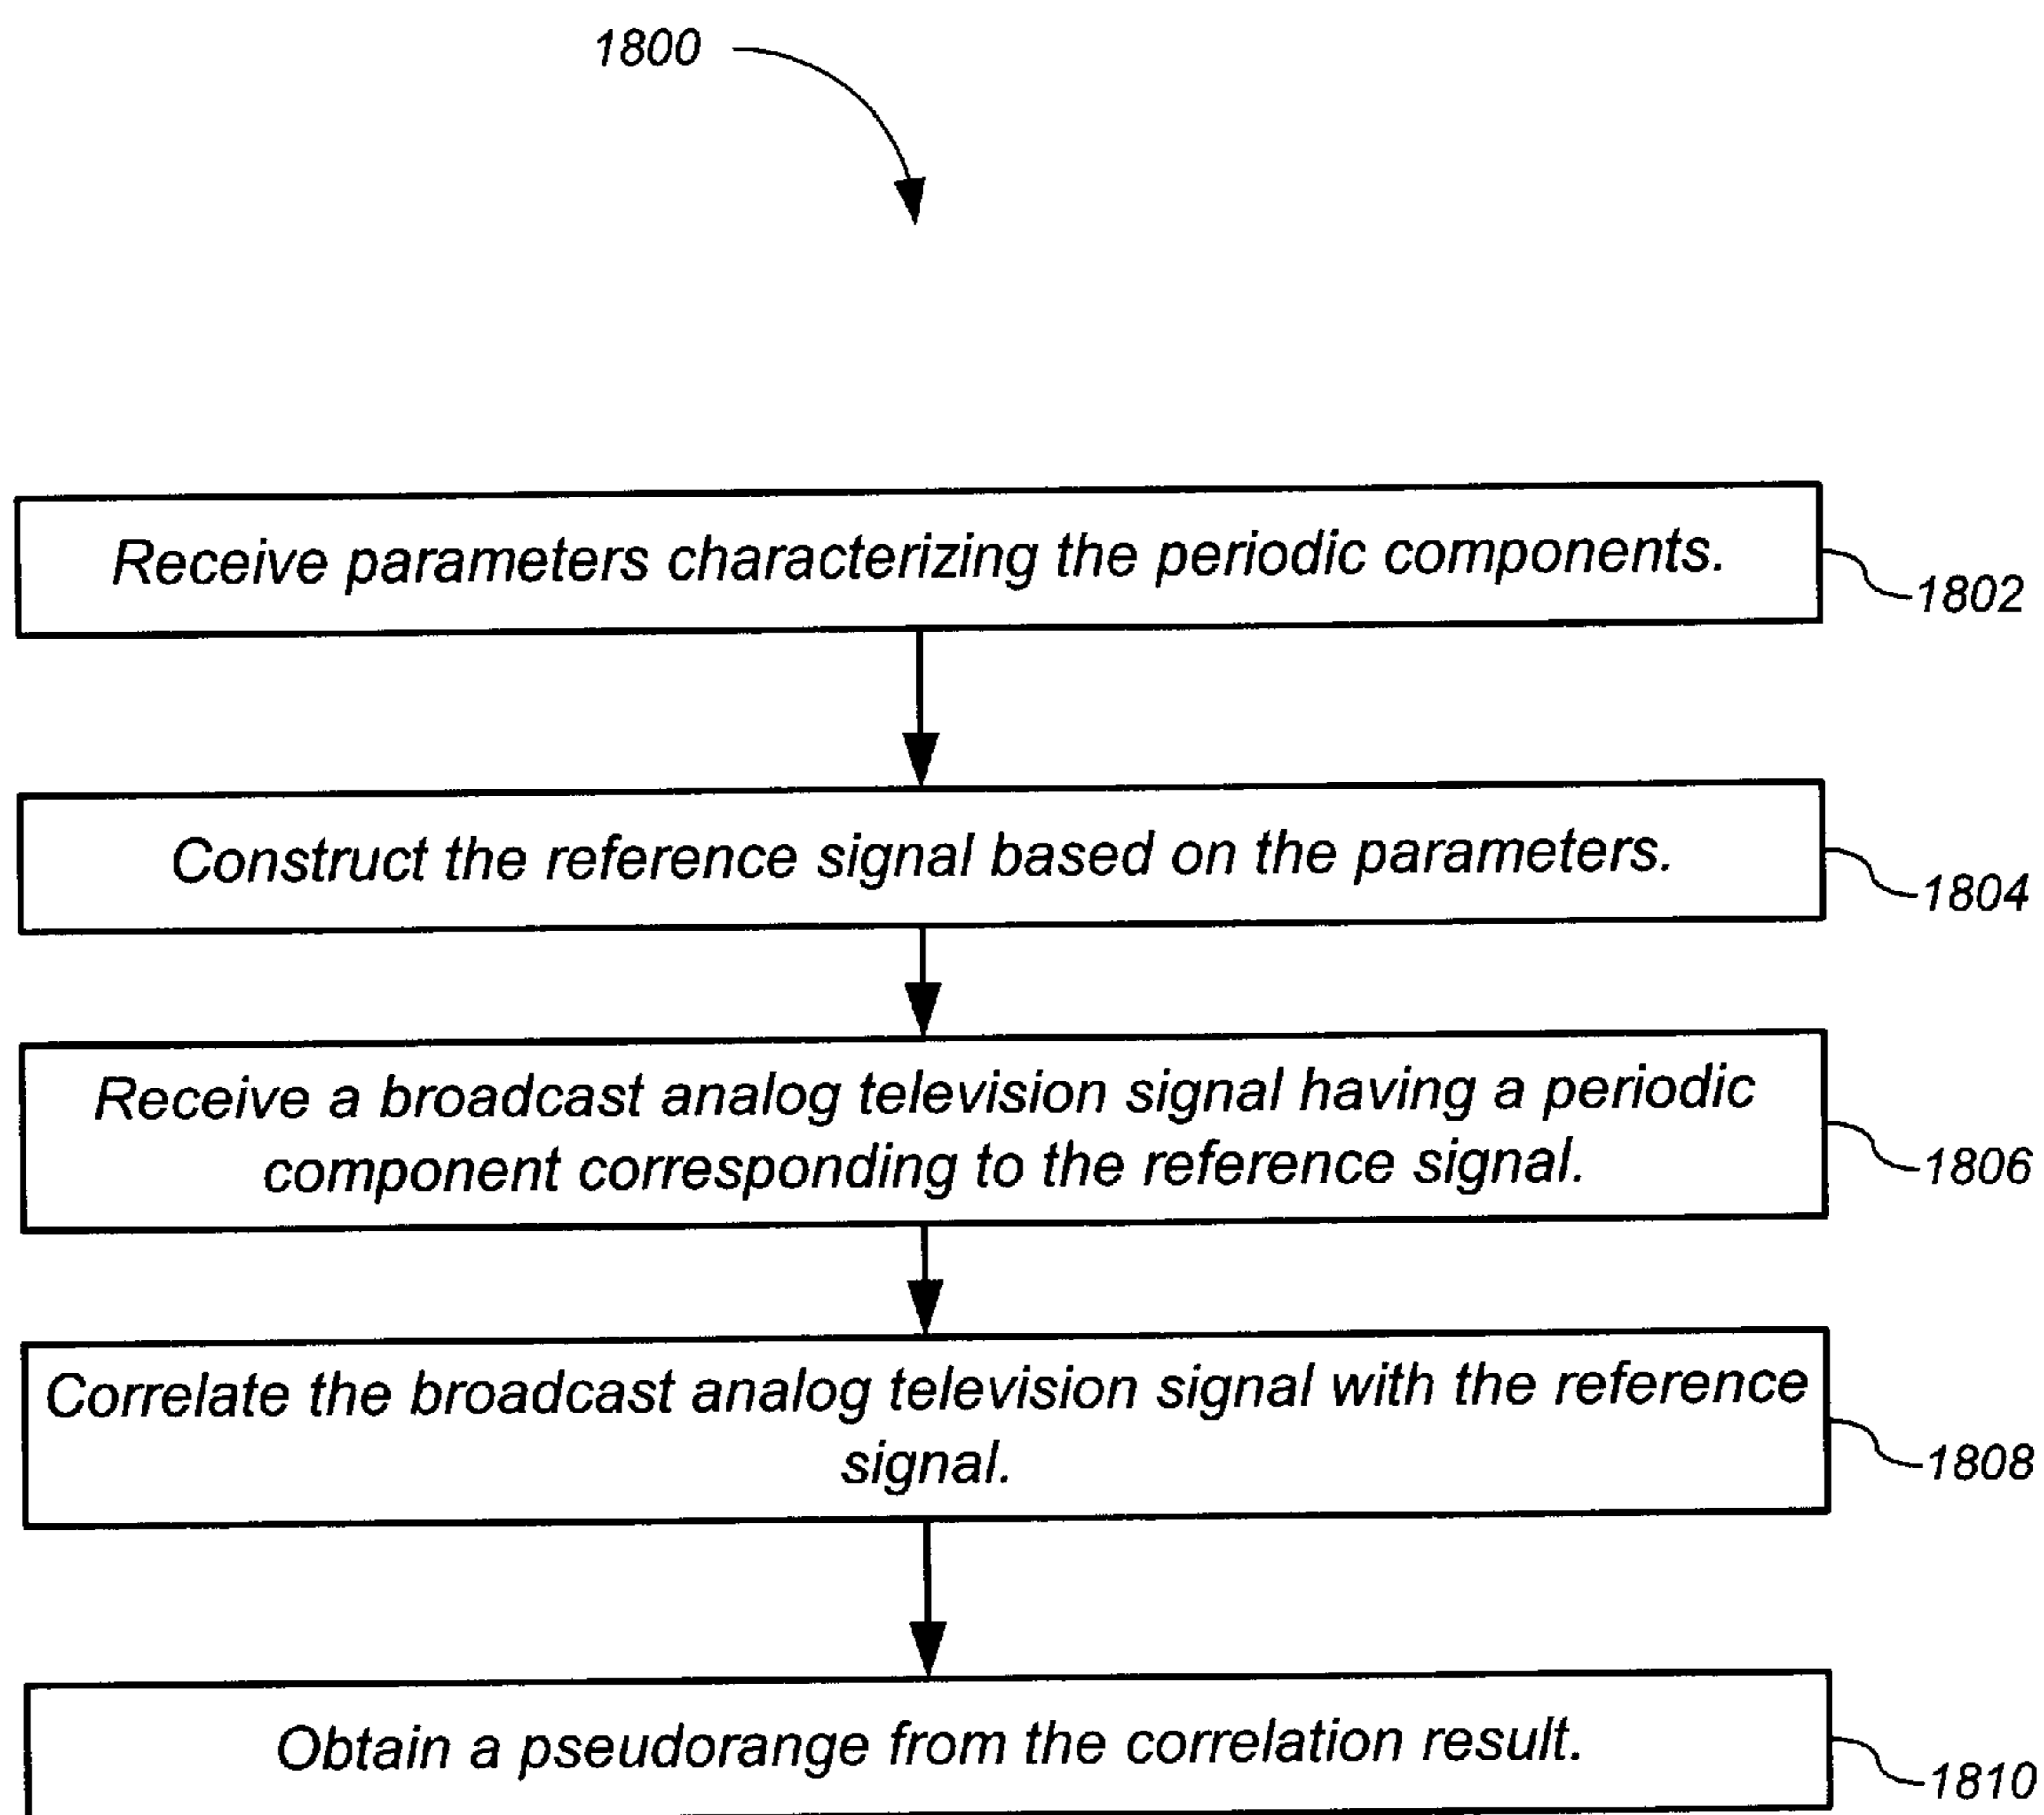 1800
Receive parameters characterizing the periodic components.
1802
Construct the reference signal based on the parameters.
1804
Receive a broadcast analog television signal having a periodic
component corresponding to the reference signal.
1806
Correlate the broadcast analog television signal with the reference
signal.
1808
Obtain a pseudorange from the correlation result.
1810